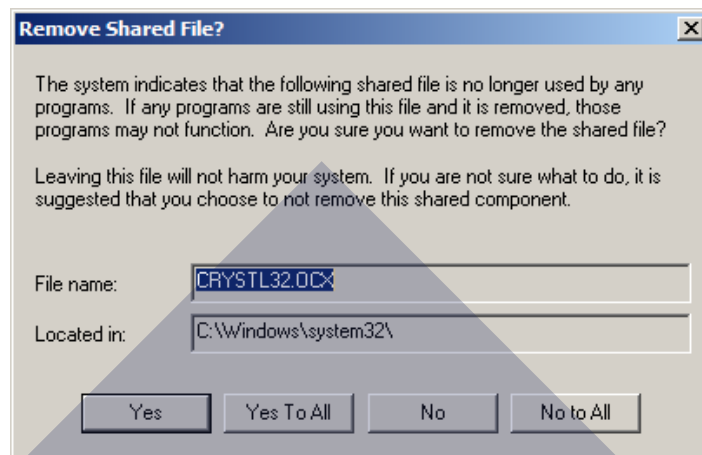 Remove Shared File?
The system indicates that the following shared file is no longer used by any
programs. If any programs are still using this file and it is removed, those
programs may not function. Are you sure you want to remove the shared file?
Leaving this file will not harm your system. If you are not sure what to do, it is
suggested that you choose to not remove this shared component.
File name: CRYSTL32.OCX
Located in: C:\Windows\system32\
Yes Yes To All No No to All